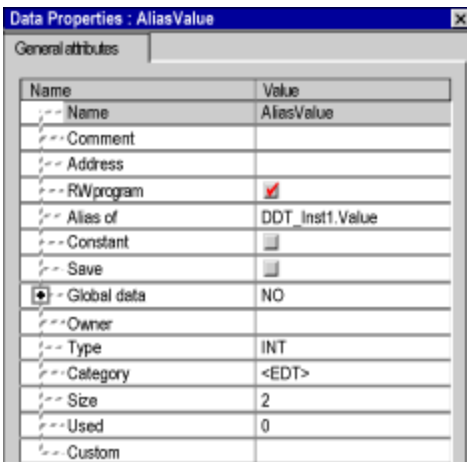 Data Properties : AliasValue
General attributes
Name Value
Name AliasValue
Comment
Address
RWprogram
Alias of DDT_Inst1.Value
Constant
Save
Global data NO
Owner
Type INT
Category <EDT>
Size 2
Used 0
Custom